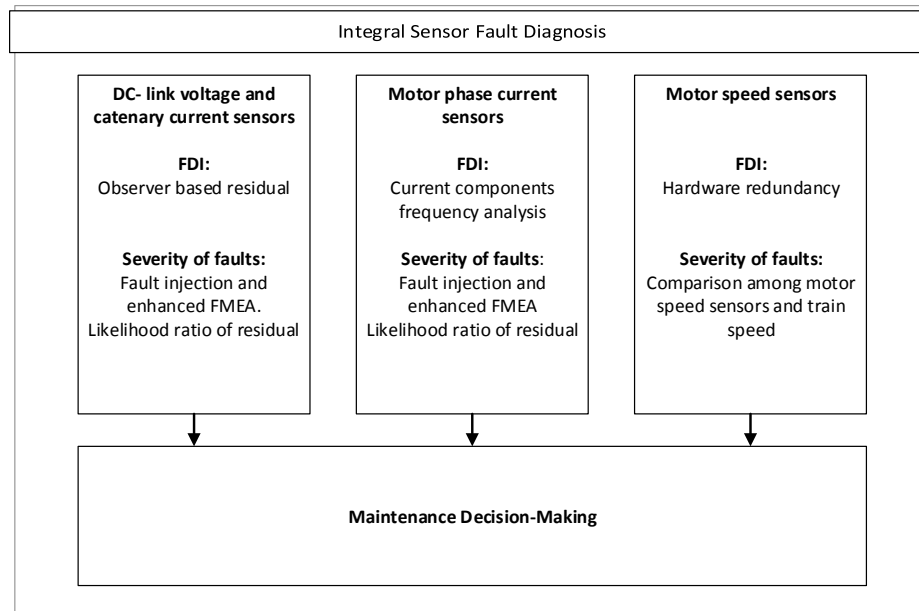 Integral Sensor Fault Diagnosis
DC- link voltage and
catenary current sensors
FDI:
Observer based residual
Severity of faults:
Fault injection and
enhanced FMEA.
Likelihood ratio of residual
Motor phase current
sensors
FDI:
Current components
frequency analysis
Severity of faults:
Fault injection and
enhanced FMEA
Likelihood ratio of residual
Motor speed sensors
FDI:
Hardware redundancy
Severity of faults:
Comparison among motor
speed sensors and train
speed
Maintenance Decision-Making